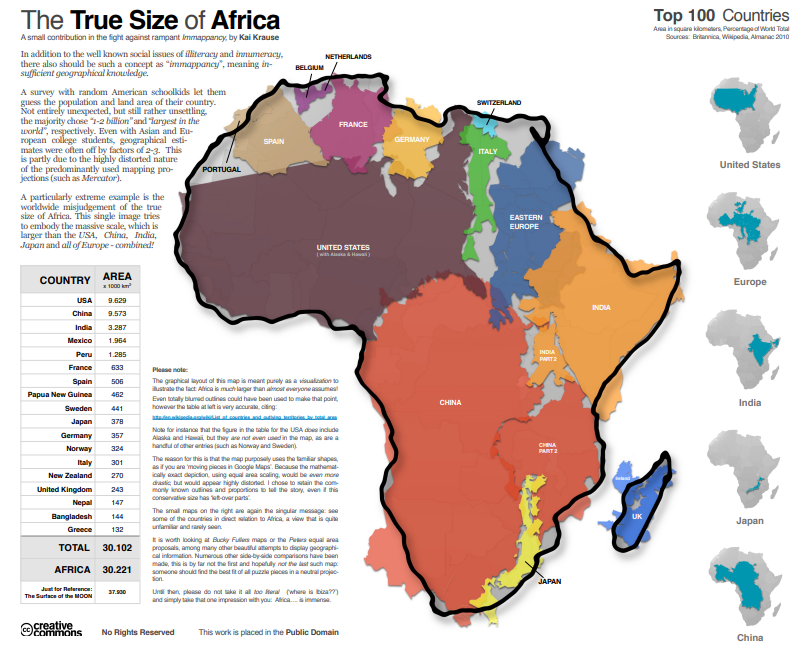 The True Size of Africa
A small contribution in the fight against rampant Immappancy, by Kai Krause
Top 100 Countries
Area in square kilometers, Percentage of World Total
Sources: Britannica, Wikipedia, Almanac 2010
In addition to the well known social issues of illiteracy and innumeracy,
there also should be such a concept as "immappancy", meaning in-
sufficient geographical knowledge.
A survey with random American schoolkids let them
guess the population and land area of their country.
Not entirely unexpected, but still rather unsettling,
the majority chose "1-2 billion" and "largest in the
world", respectively. Even with Asian and Eu-
ropean college students, geographical esti-
mates were often off by factors of 2-3. This
is partly due to the highly distorted nature
of the predominantly used mapping pro-
jections (such as Mercator).
A particularly extreme example is the
worldwide misjudgement of the true
size of Africa. This single image tries
to embody the massive scale, which is
larger than the USA, China, India,
Japan and all of Europe - combined!
COUNTRY AREA
x 1000 km²
USA 9.629
China 9.573
India 3.287
Mexico 1.964
Peru 1.285
France 633
Spain 506
Papua New Guinea 462
Sweden 441
Japan 378
Germany 357
Norway 324
Italy 301
New Zealand 270
United Kingdom 243
Nepal 147
Bangladesh 144
Greece 132
TOTAL 30.102
AFRICA 30.221
Just for Reference:
The Surface of the MOON 37.930
Please note:
The graphical layout of this map is meant purely as a visualization to
illustrate the fact: Africa is much larger than almost everyone assumes!
Even totally blurred outlines could have been used to make that point,
however the table at left is very accurate, citing:
http://en.wikipedia.org/wiki/List_of_countries_and_outlying_territories_by_total_area
Note for instance that the figure in the table for the USA does include
Alaska and Hawaii, but they are not even used in the map, as are a
handful of other entries (such as Norway and Sweden).
The reason for this is that the map purposely uses the familiar shapes,
as if you are 'moving pieces in Google Maps'. Because the mathemat-
ically exact depiction, using equal area scaling, would be even more
drastic, but would appear highly distorted. I chose to retain the com-
monly known outlines and proportions to tell the story, even if this
conservative size has 'left-over parts'.
The small maps on the right are again the singular message: see
some of the countries in direct relation to Africa, a view that is quite
unfamiliar and rarely seen.
It is worth looking at Bucky Fullers maps or the Peters equal area
proposals, among many other beautiful attempts to display geographi-
cal information. Numerous other side-by-side comparisons have been
made, this is by far not the first and hopefully not the last such map:
someone should find the best fit of all puzzle pieces in a neutral projec-
tion.
Until then, please do not take it all too literal ('where is Ibiza??')
and simply take that one impression with you: Africa.... is immense.
BELGIUM
NETHERLANDS
SWITZERLAND
PORTUGAL
SPAIN
FRANCE
GERMANY
ITALY
EASTERN
EUROPE
UNITED STATES
( with Alaska & Hawaii )
INDIA
INDIA
PART 2
CHINA
CHINA
PART 2
Ireland
UK
JAPAN
United States
Europe
India
Japan
China
cc creative
commons
No Rights Reserved
This work is placed in the Public Domain